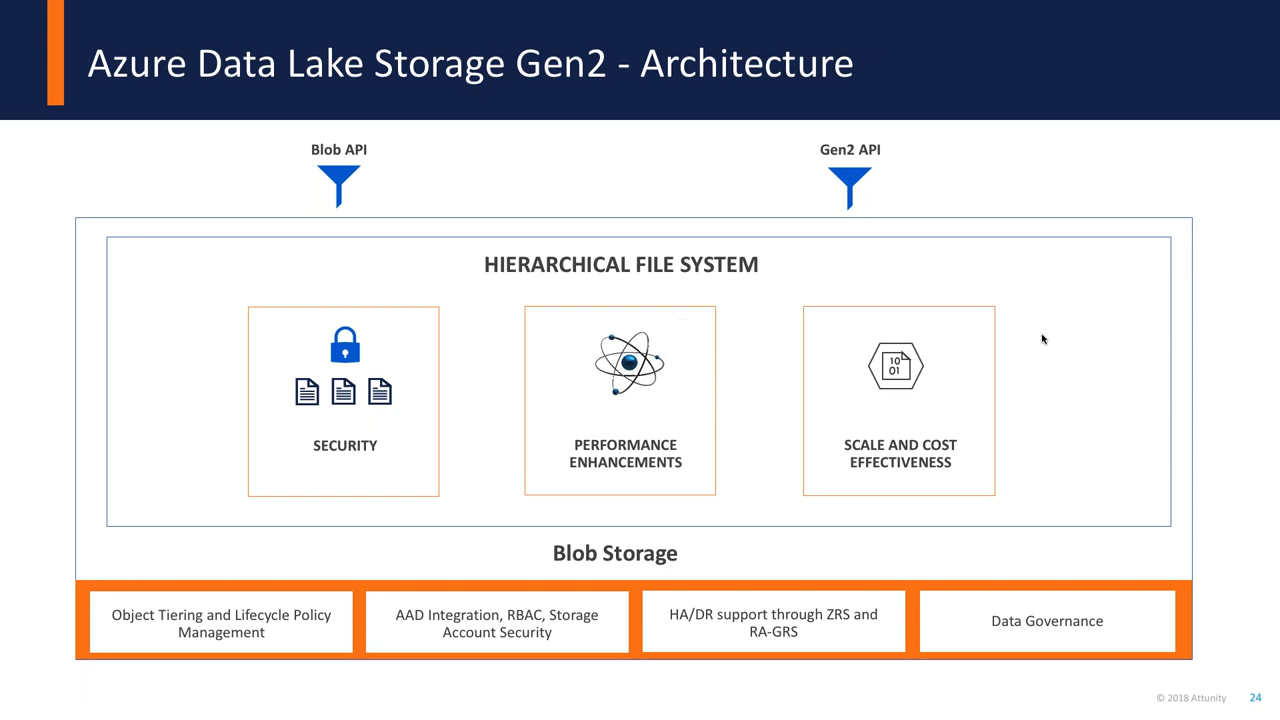 Azure Data Lake Storage Gen2 - Architecture
Blob API
Gen2 API
HIERARCHICAL FILE SYSTEM
SECURITY
PERFORMANCE
ENHANCEMENTS
10
01
SCALE AND COST
EFFECTIVENESS
Blob Storage
Object Tiering and Lifecycle Policy
Management
AAD Integration, RBAC, Storage
Account Security
HA/DR support through ZRS and
RA-GRS
Data Governance
© 2018 Attunity
24